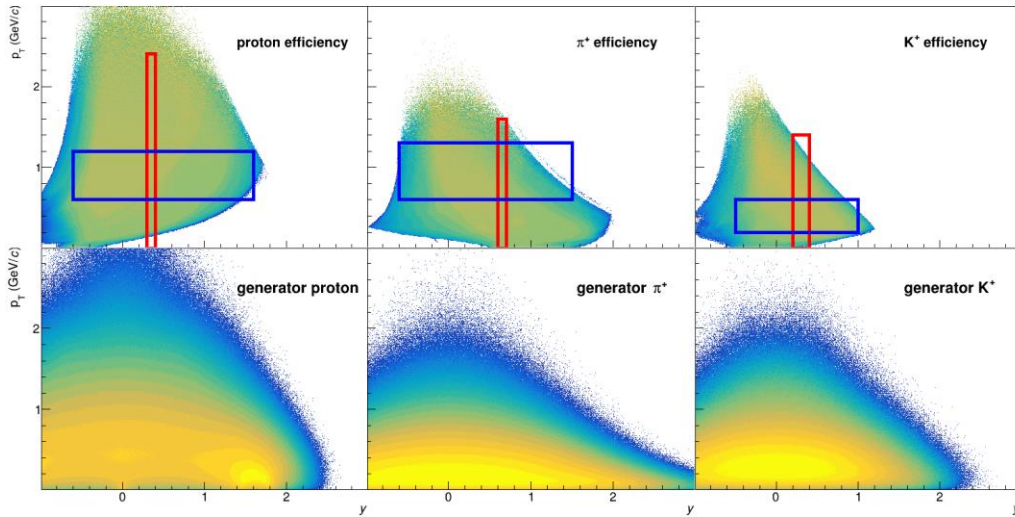 p_T (GeV/c)
proton efficiency
π⁺ efficiency
K⁺ efficiency
2
1
p_T (GeV/c)
generator proton
generator π⁺
generator K⁺
2
1
0 1 2 y 0 1 2 y 0 1 2 y